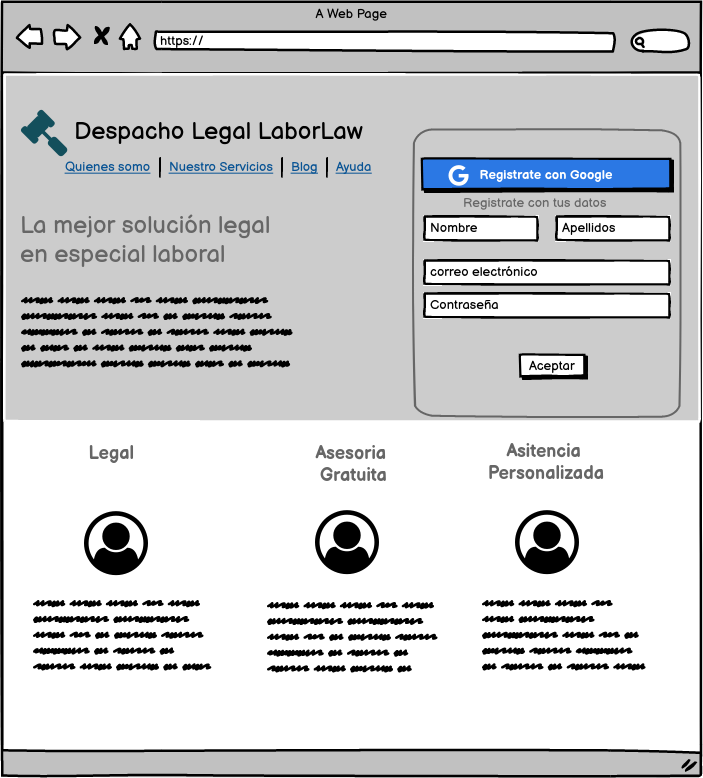 A Web Page
https://
Despacho Legal LaborLaw
Quienes somo | Nuestro Servicios | Blog | Ayuda
La mejor solución legal
en especial laboral
G Registrate con Google
Registrate con tus datos
Nombre Apellidos
correo electrónico
Contraseña
Aceptar
Legal
Asesoria
Gratuita
Asitencia
Personalizada